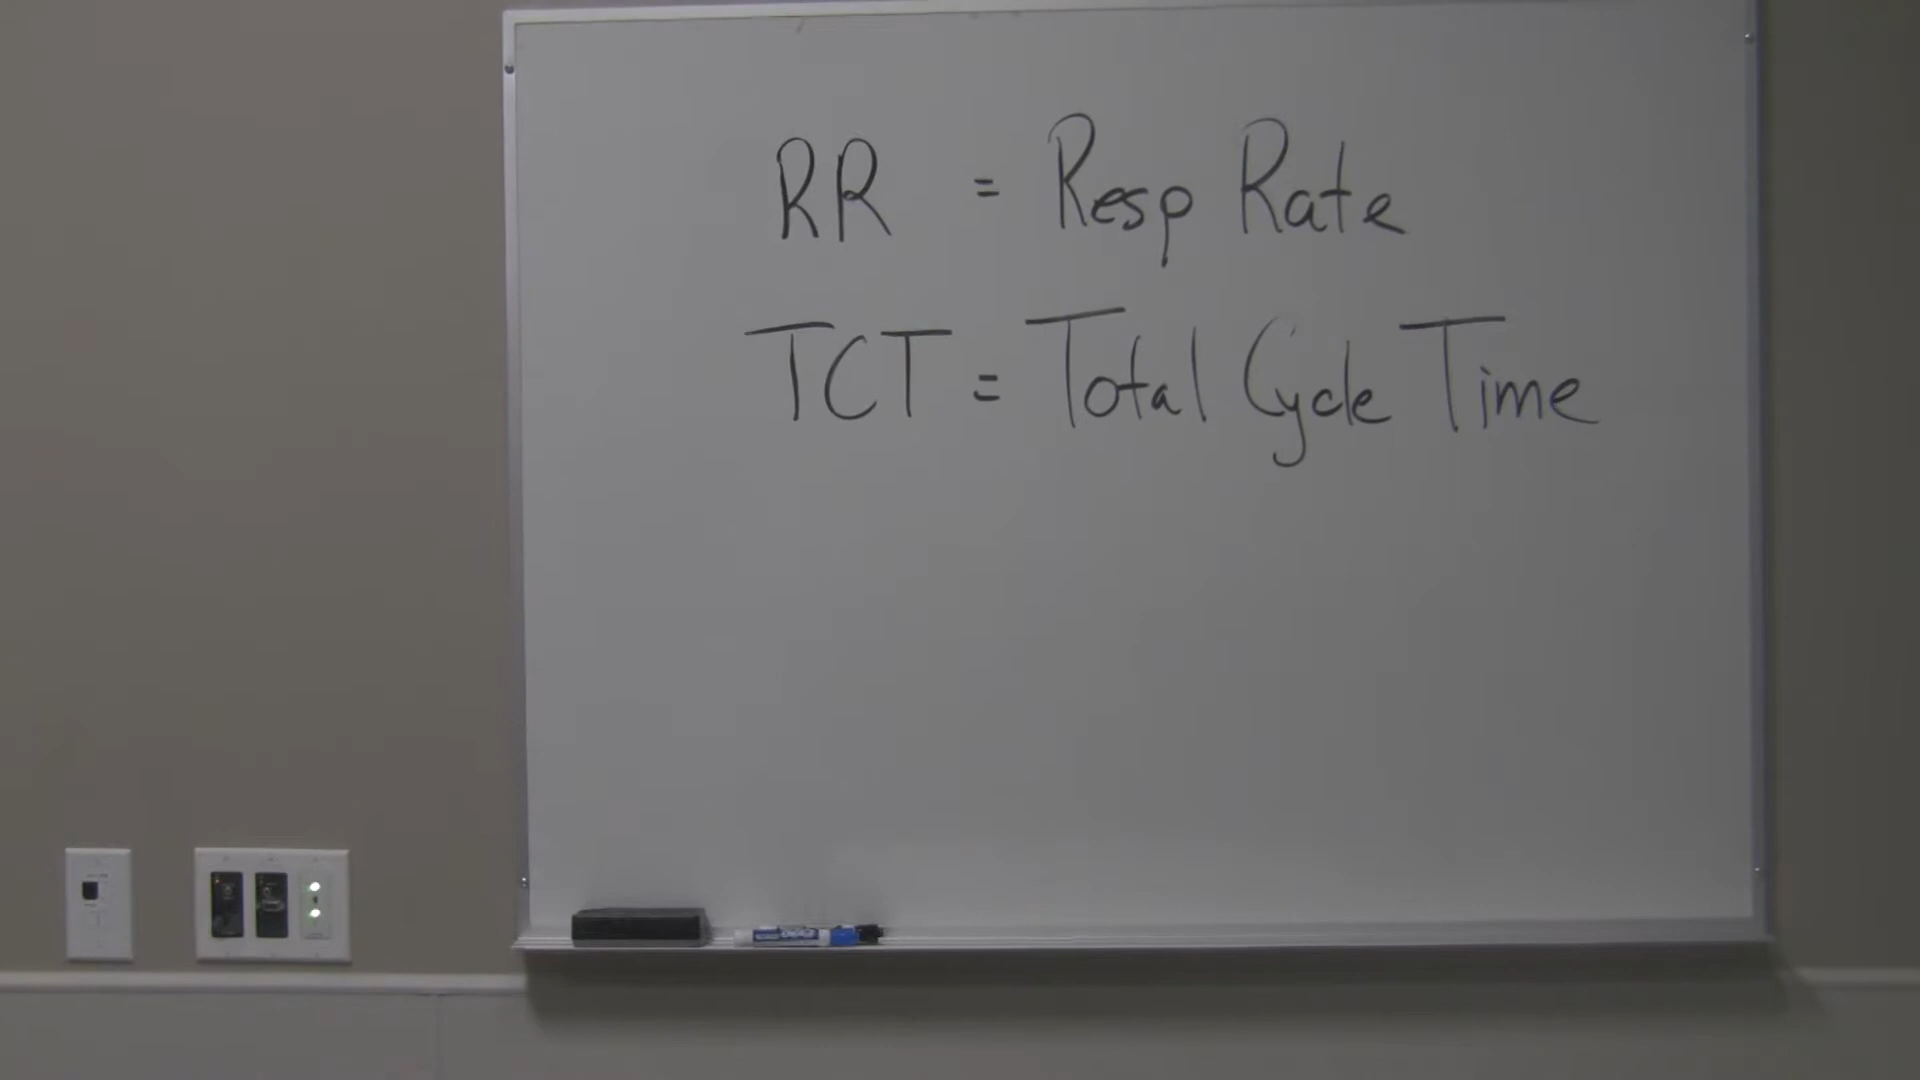 RR = Resp Rate
TCT = Total Cycle Time